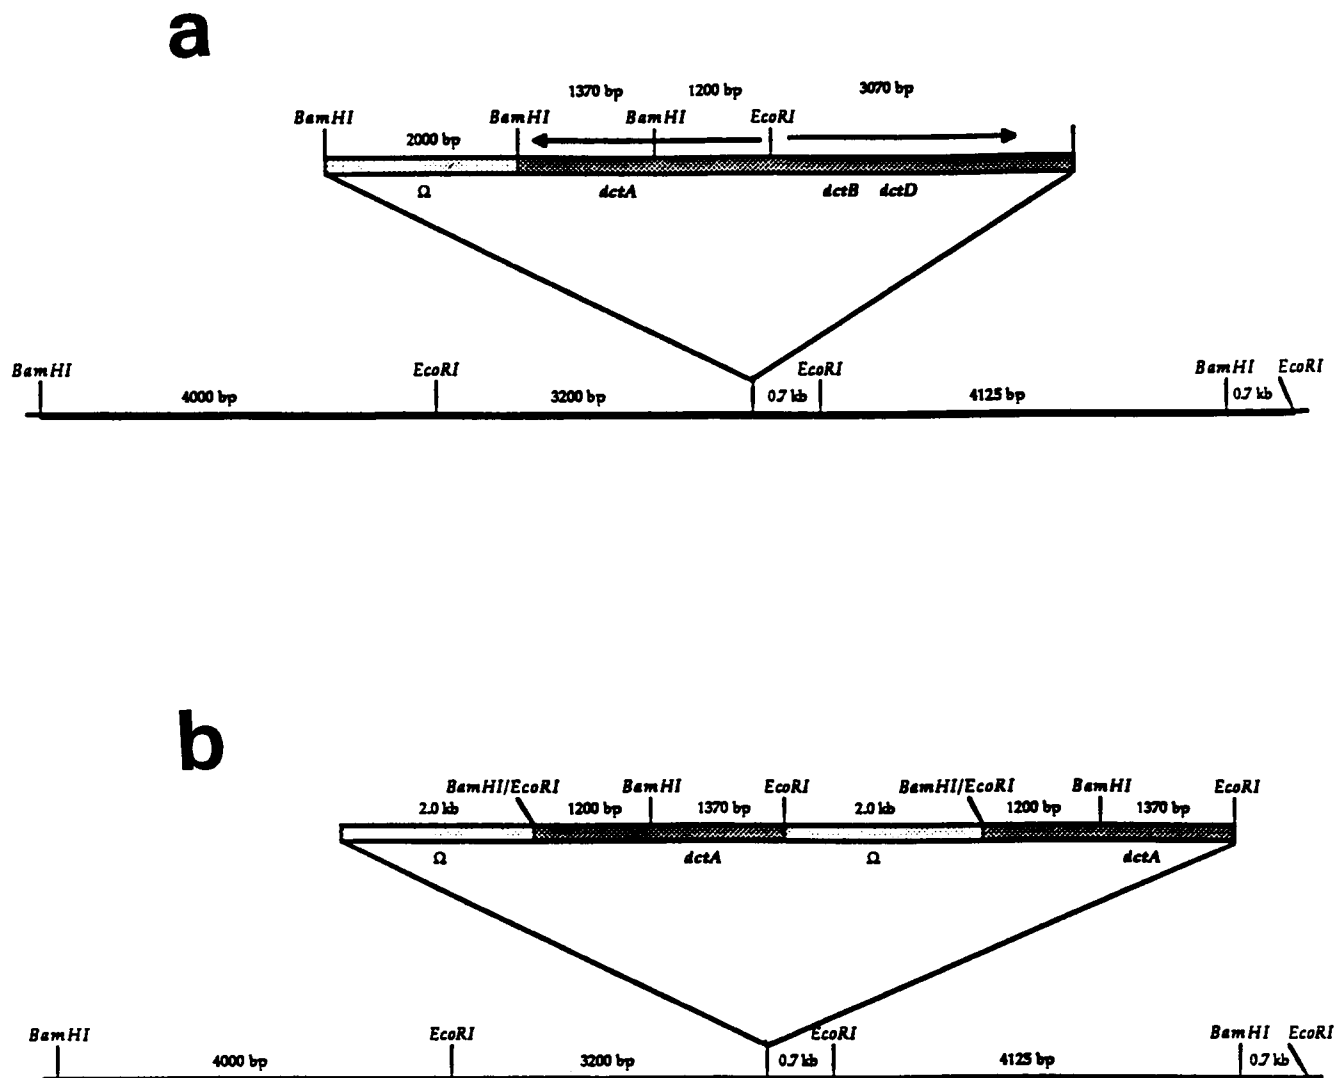 a
1370 bp 1200 bp 3070 bp
BamHI BamHI BamHI EcoRI
2000 bp
Ω dctA dctB dctD
BamHI EcoRI EcoRI BamHI EcoRI
4000 bp 3200 bp 0.7 kb 4125 bp 0.7 kb
b
BamHI/EcoRI BamHI EcoRI BamHI/EcoRI BamHI EcoRI
2.0 kb 1200 bp 1370 bp 2.0 kb 1200 bp 1370 bp
Ω dctA Ω dctA
BamHI EcoRI EcoRI BamHI EcoRI
4000 bp 3200 bp 0.7 kb 4125 bp 0.7 kb